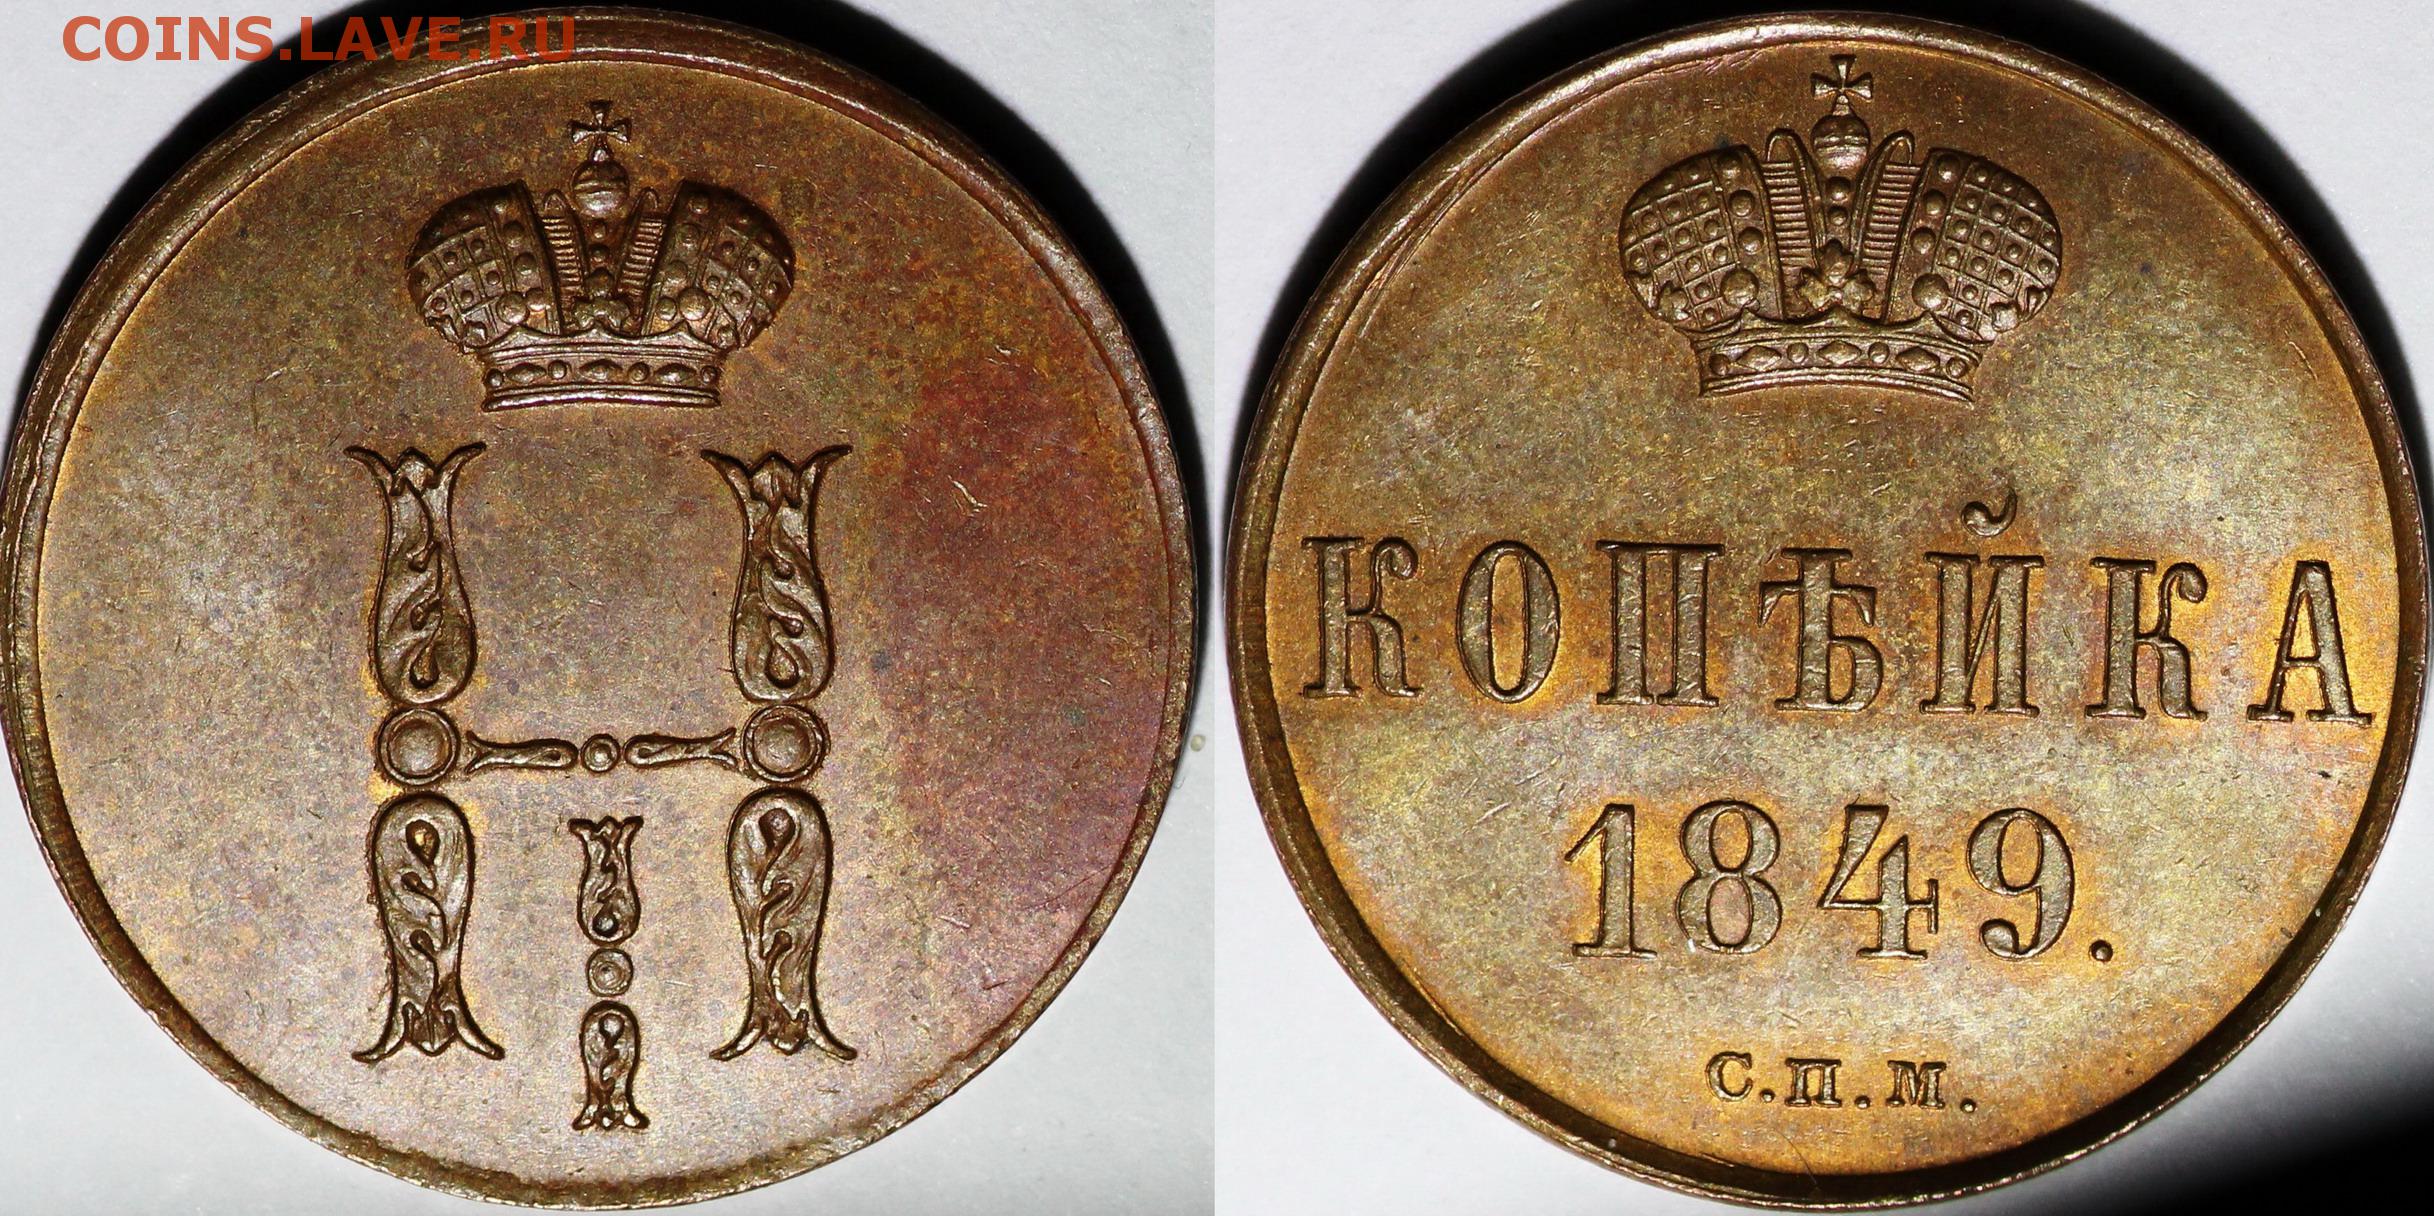 COINS.LAVE.RU
Н
I
КОПѢЙКА
1849.
С.П.М.